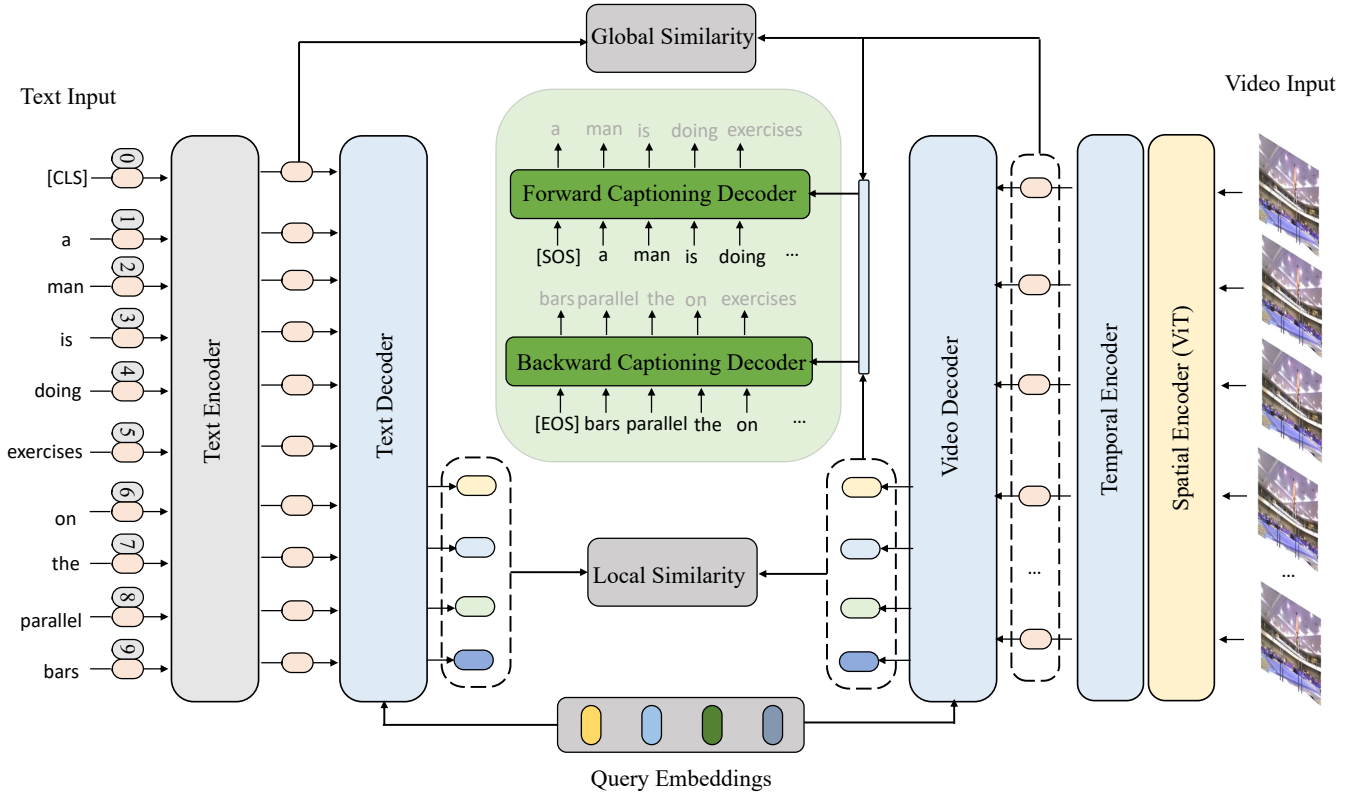 Global Similarity
Text Input
Video Input
0
[CLS]
1
a
2
man
3
is
4
doing
5
exercises
6
on
7
the
8
parallel
9
bars
Text Encoder
Text Decoder
a man is doing exercises
Forward Captioning Decoder
[SOS] a man is doing ...
bars parallel the on exercises
Backward Captioning Decoder
[EOS] bars parallel the on ...
Local Similarity
Video Decoder
...
Temporal Encoder
Spatial Encoder (ViT)
...
Query Embeddings